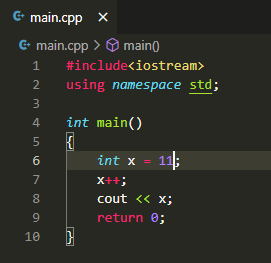 main.cpp ×
main.cpp > main()
1 #include<iostream>
2 using namespace std;
3
4 int main()
5 {
6     int x = 11;
7     x++;
8     cout << x;
9     return 0;
10 }